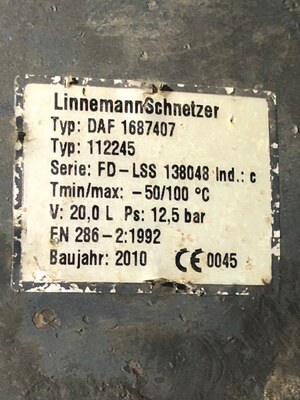 LinnemannSchnetzer
Typ: DAF 1687407
Typ: 112245
Serie: FD-LSS 138048 Ind.: c
Tmin/max: -50/100 °C
V: 20,0 L Ps: 12,5 bar
EN 286-2:1992
Baujahr: 2010 CE 0045